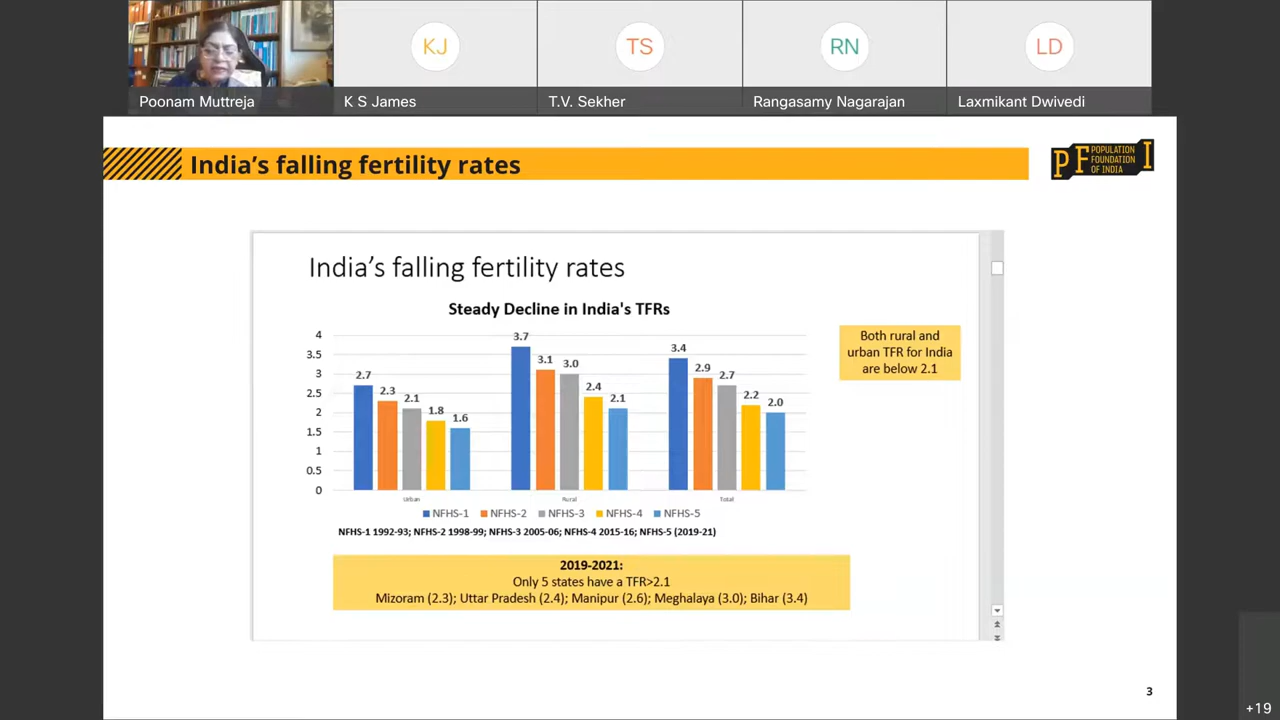 KJ
TS
RN
LD
Poonam Muttreja
K S James
T.V. Sekher
Rangasamy Nagarajan
Laxmikant Dwivedi
India's falling fertility rates
PFI
POPULATION
FOUNDATION
OF INDIA
India's falling fertility rates
Steady Decline in India's TFRs
4
3.5
3
2.5
2
1.5
1
0.5
0
2.7
2.3
2.1
1.8
1.6
3.7
3.1
3.0
2.4
2.1
3.4
2.9
2.7
2.2
2.0
Urban
Rural
Total
NFHS-1 NFHS-2 NFHS-3 NFHS-4 NFHS-5
NFHS-1 1992-93; NFHS-2 1998-99; NFHS-3 2005-06; NFHS-4 2015-16; NFHS-5 (2019-21)
Both rural and
urban TFR for India
are below 2.1
2019-2021:
Only 5 states have a TFR>2.1
Mizoram (2.3); Uttar Pradesh (2.4); Manipur (2.6); Meghalaya (3.0); Bihar (3.4)
3
+19